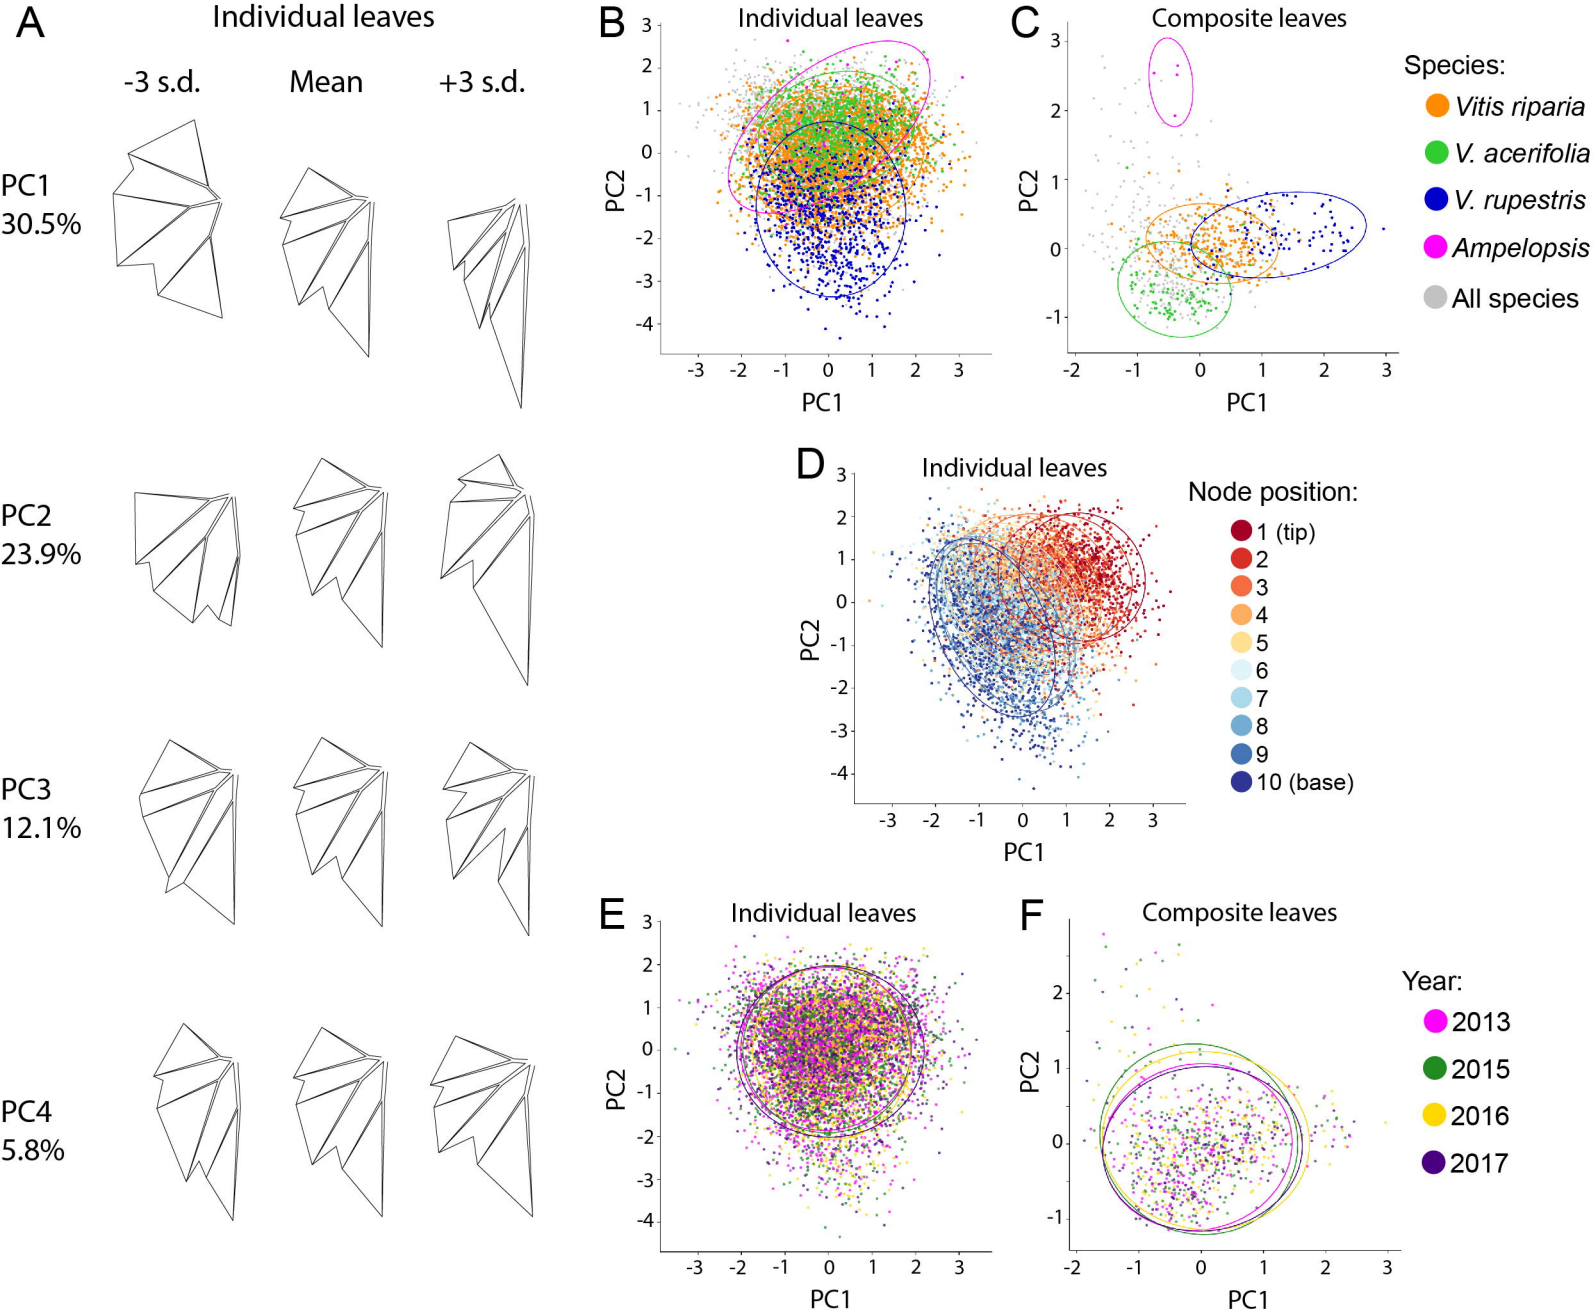 A
Individual leaves
-3 s.d.
Mean
+3 s.d.
PC1
30.5%
PC2
23.9%
PC3
12.1%
PC4
5.8%
B
Individual leaves
3
2
1
0
-1
-2
-3
-4
PC2
-3 -2 -1 0 1 2 3
PC1
C
Composite leaves
3
2
1
0
-1
PC2
-2 -1 0 1 2 3
PC1
Species:
Vitis riparia
V. acerifolia
V. rupestris
Ampelopsis
All species
D
Individual leaves
3
2
1
0
-1
-2
-3
-4
PC2
-3 -2 -1 0 1 2 3
PC1
Node position:
1 (tip)
2
3
4
5
6
7
8
9
10 (base)
E
Individual leaves
3
2
1
0
-1
-2
-3
-4
PC2
-3 -2 -1 0 1 2 3
PC1
F
Composite leaves
2
1
0
-1
PC2
-2 -1 0 1 2 3
PC1
Year:
2013
2015
2016
2017